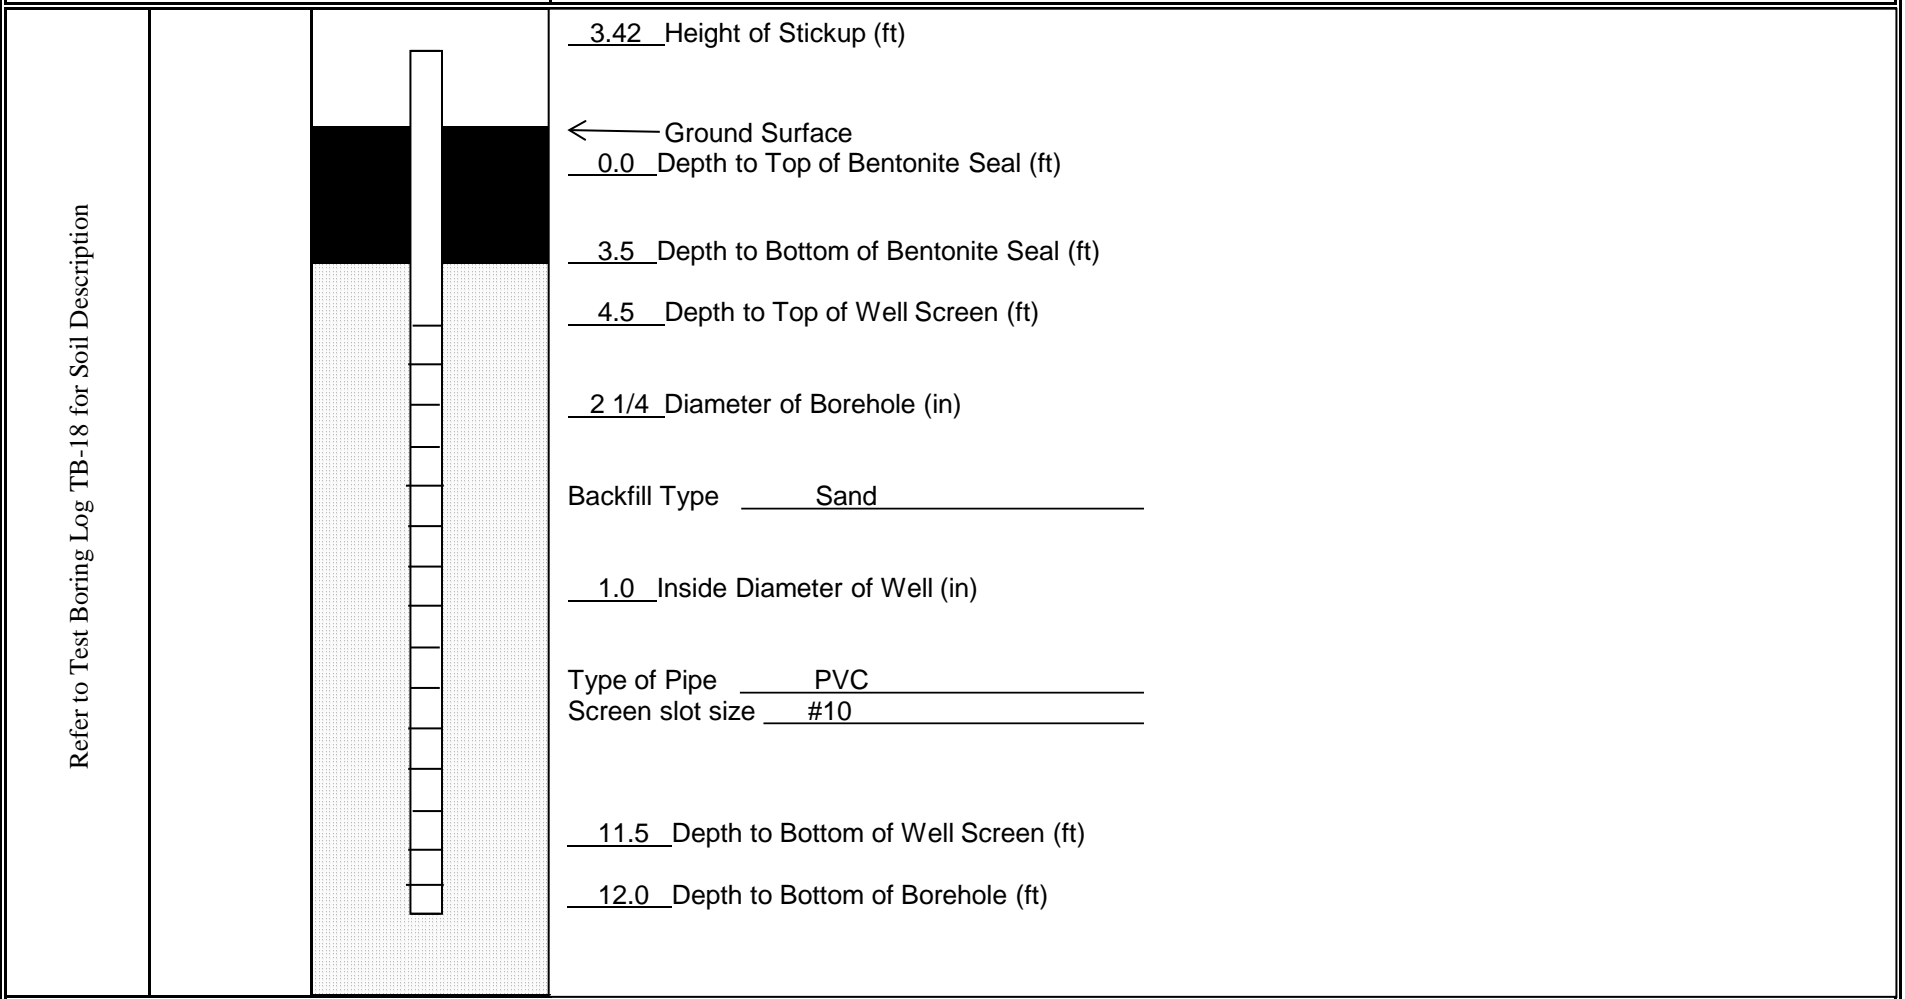 Refer to Test Boring Log TB-18 for Soil Description
3.42 Height of Stickup (ft)
Ground Surface
0.0 Depth to Top of Bentonite Seal (ft)
3.5 Depth to Bottom of Bentonite Seal (ft)
4.5 Depth to Top of Well Screen (ft)
2 1/4 Diameter of Borehole (in)
Backfill Type Sand
1.0 Inside Diameter of Well (in)
Type of Pipe PVC
Screen slot size #10
11.5 Depth to Bottom of Well Screen (ft)
12.0 Depth to Bottom of Borehole (ft)